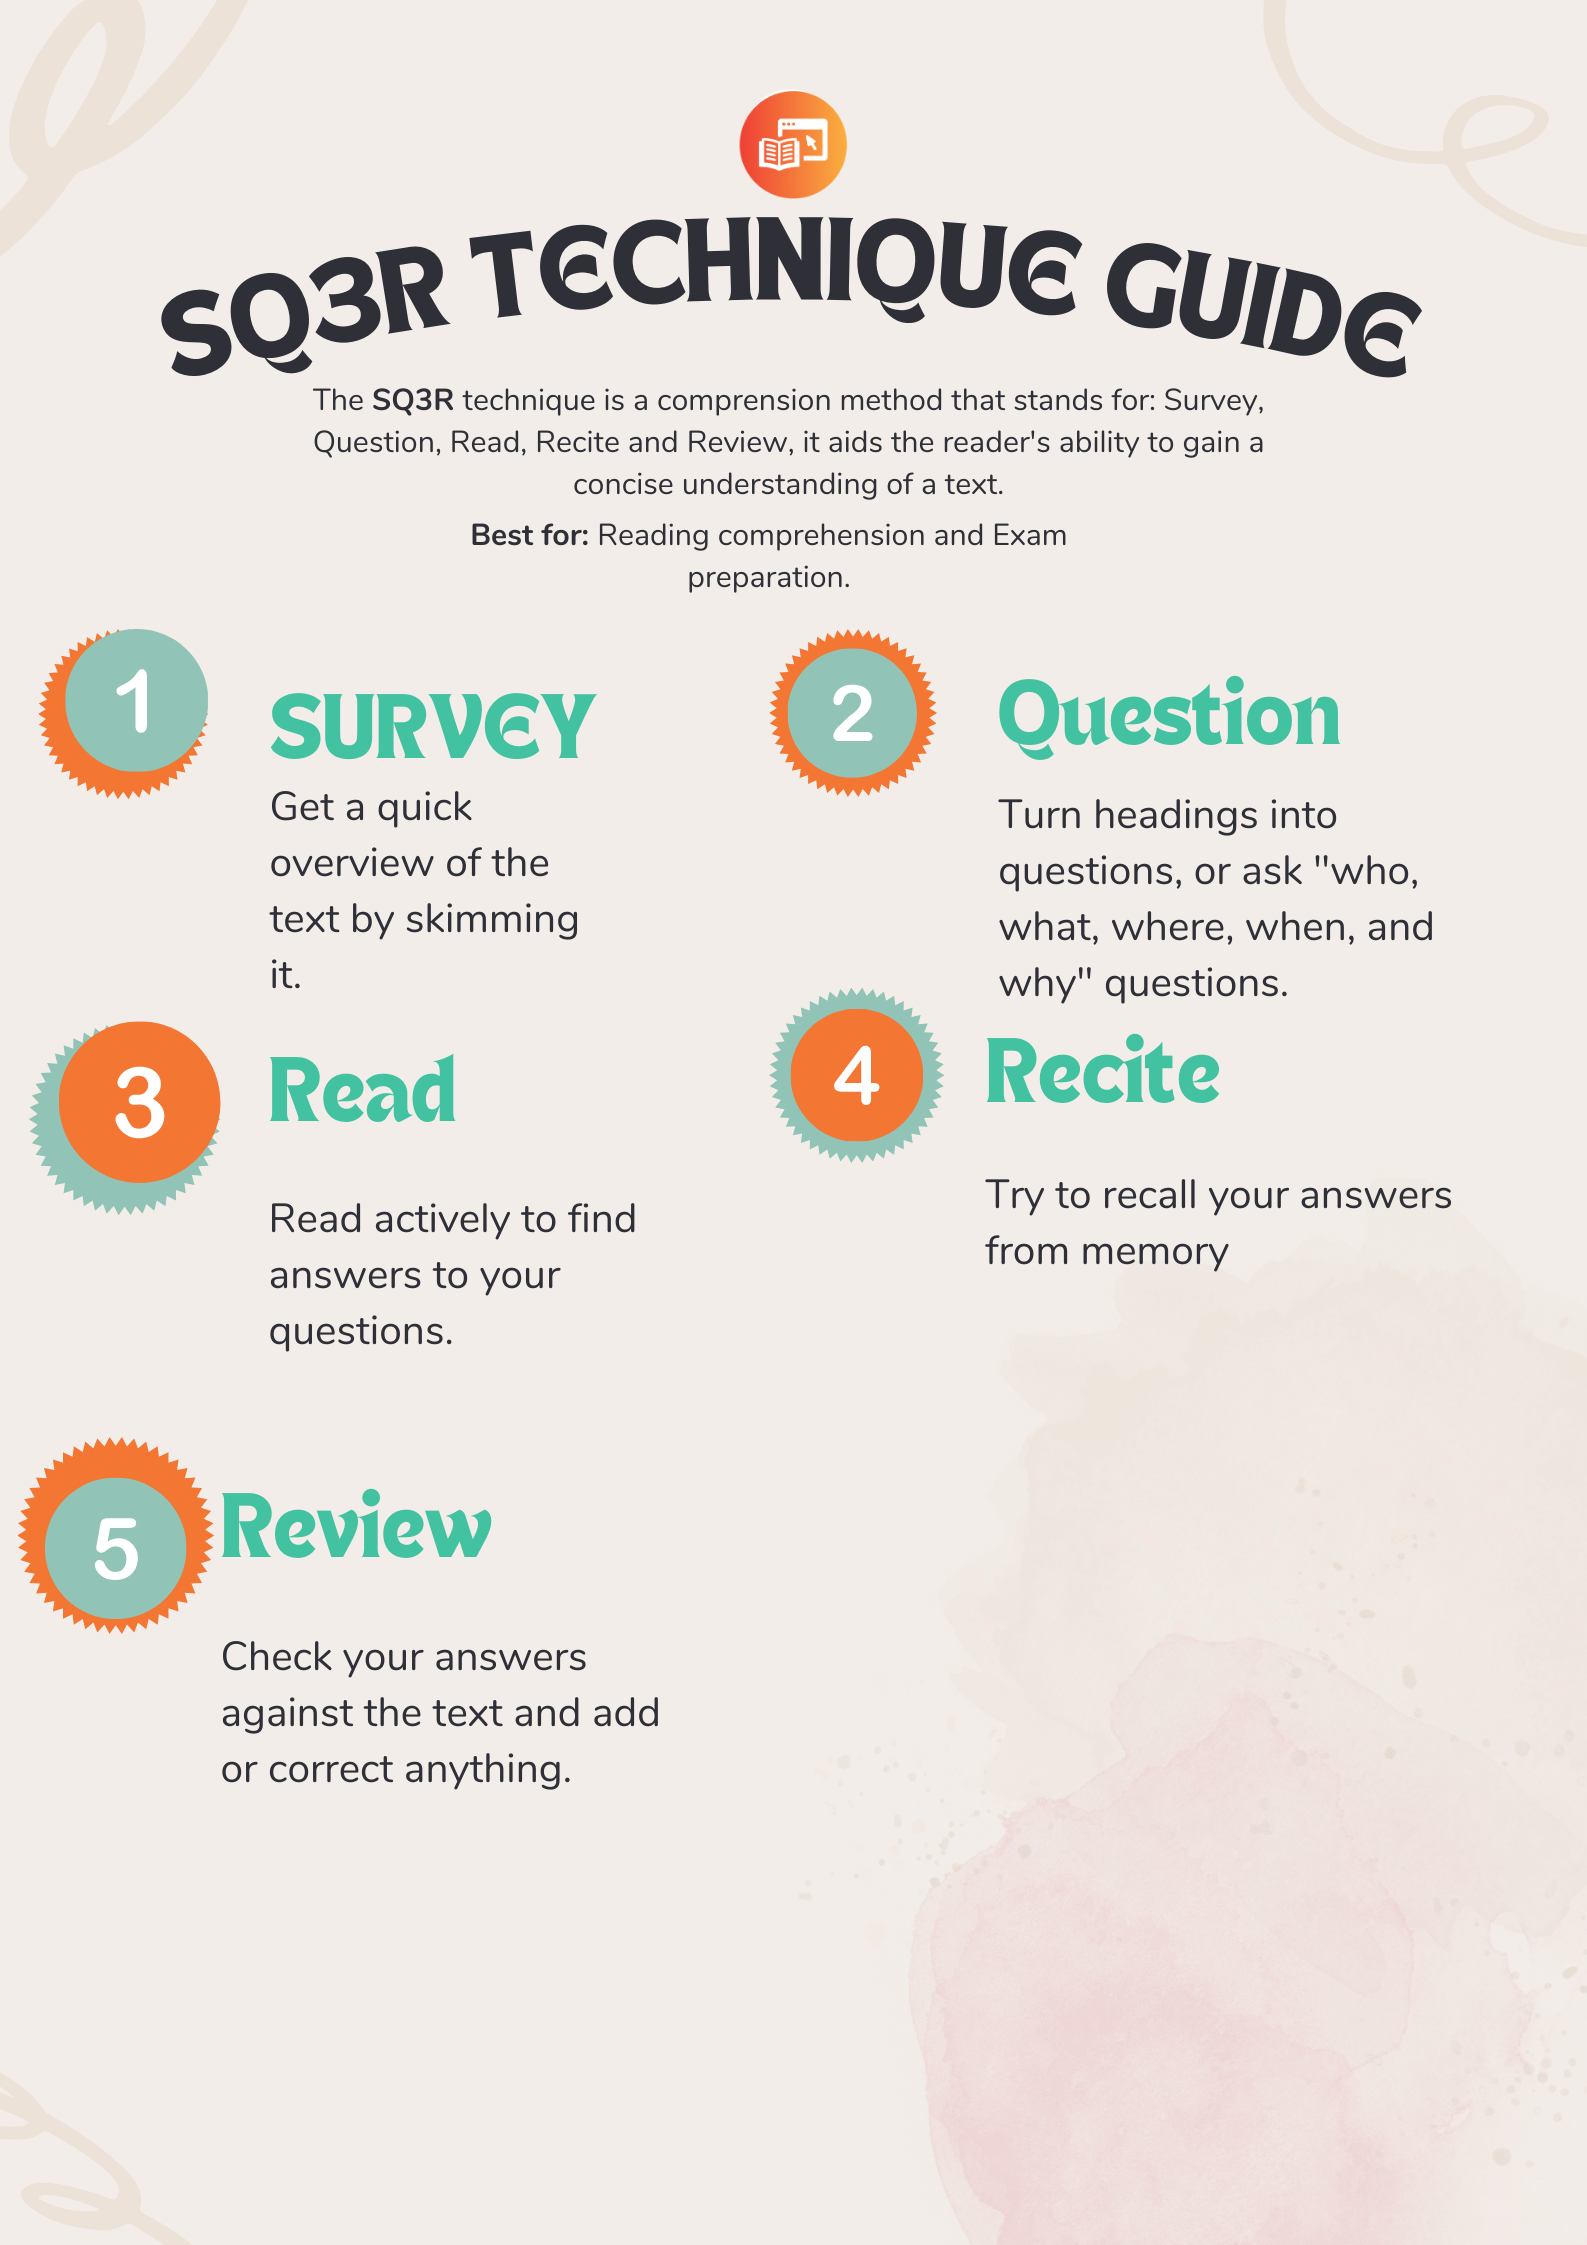 SQ3R TECHNIQUE GUIDE
The SQ3R technique is a comprension method that stands for: Survey,
Question, Read, Recite and Review, it aids the reader's ability to gain a
concise understanding of a text.
Best for: Reading comprehension and Exam
preparation.
1
SURVEY
Get a quick
overview of the
text by skimming
it.
2
Question
Turn headings into
questions, or ask "who,
what, where, when, and
why" questions.
3
Read
Read actively to find
answers to your
questions.
4
Recite
Try to recall your answers
from memory
5
Review
Check your answers
against the text and add
or correct anything.